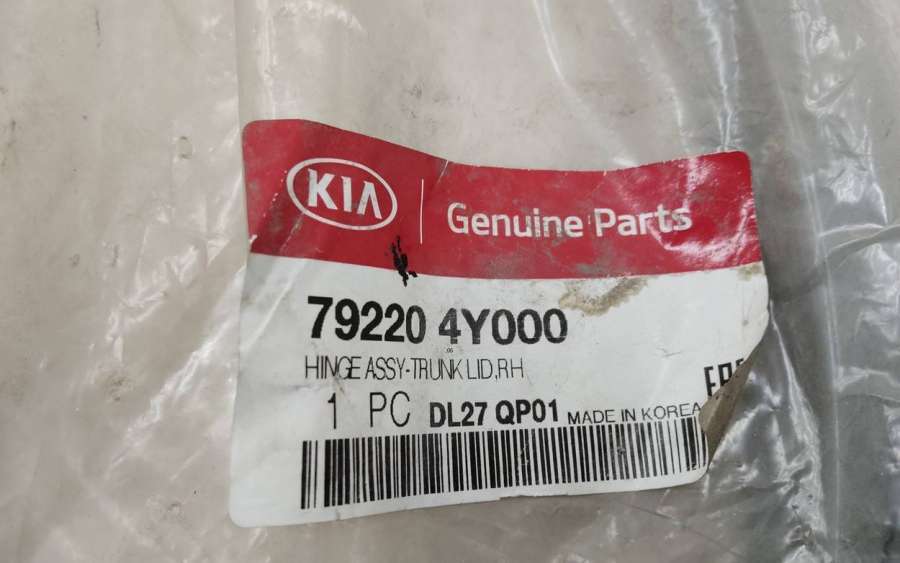 KIA
Genuine Parts
79220 4Y000
HINGE ASSY-TRUNK LID,RH
1 PC DL27 QP01 MADE IN KOREA